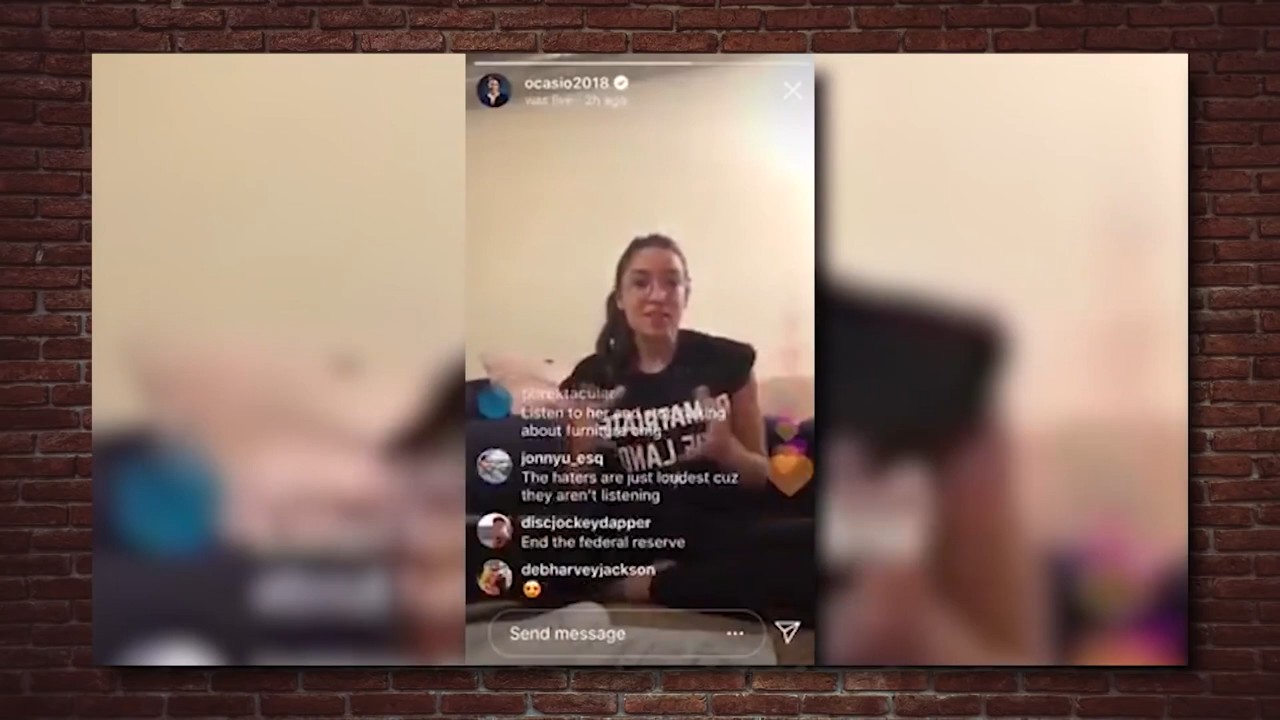 ocasio2018
was live · 2h ago
Listen to her and
about furniture
jonnyu_esq
The haters are just loudest cuz
they aren't listening
discjockeydapper
End the federal reserve
debharveyjackson
😶
Send message